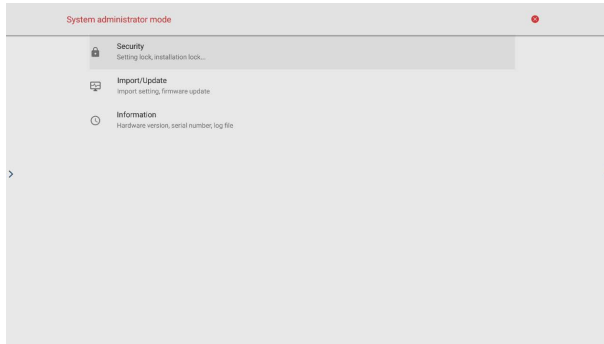 System administrator mode
Security
Setting lock, installation lock...
Import/Update
Import setting, firmware update
Information
Hardware version, serial number, log file